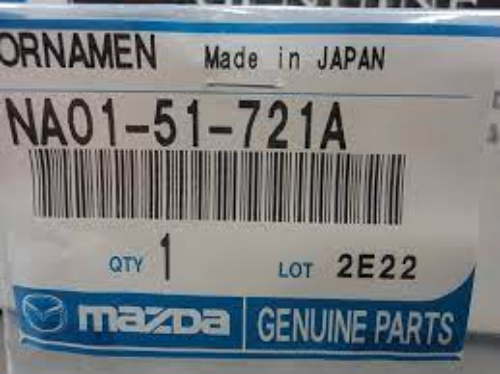 ORNAMEN Made in JAPAN
NA01-51-721A
QTY 1 LOT 2E22
mazda GENUINE PARTS